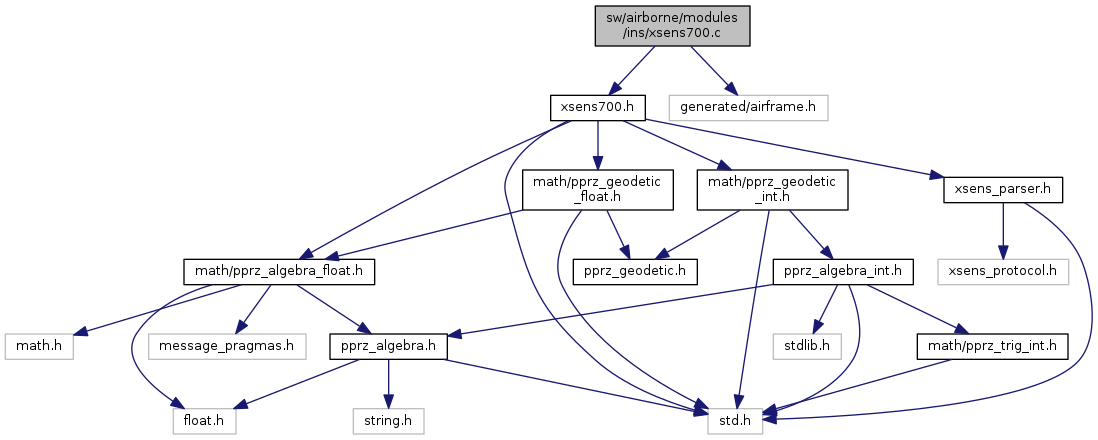 sw/airborne/modules
/ins/xsens700.c
xsens700.h
generated/airframe.h
math/pprz_geodetic
_float.h
math/pprz_geodetic
_int.h
xsens_parser.h
math/pprz_algebra_float.h
pprz_geodetic.h
pprz_algebra_int.h
xsens_protocol.h
math.h
message_pragmas.h
pprz_algebra.h
stdlib.h
math/pprz_trig_int.h
float.h
string.h
std.h